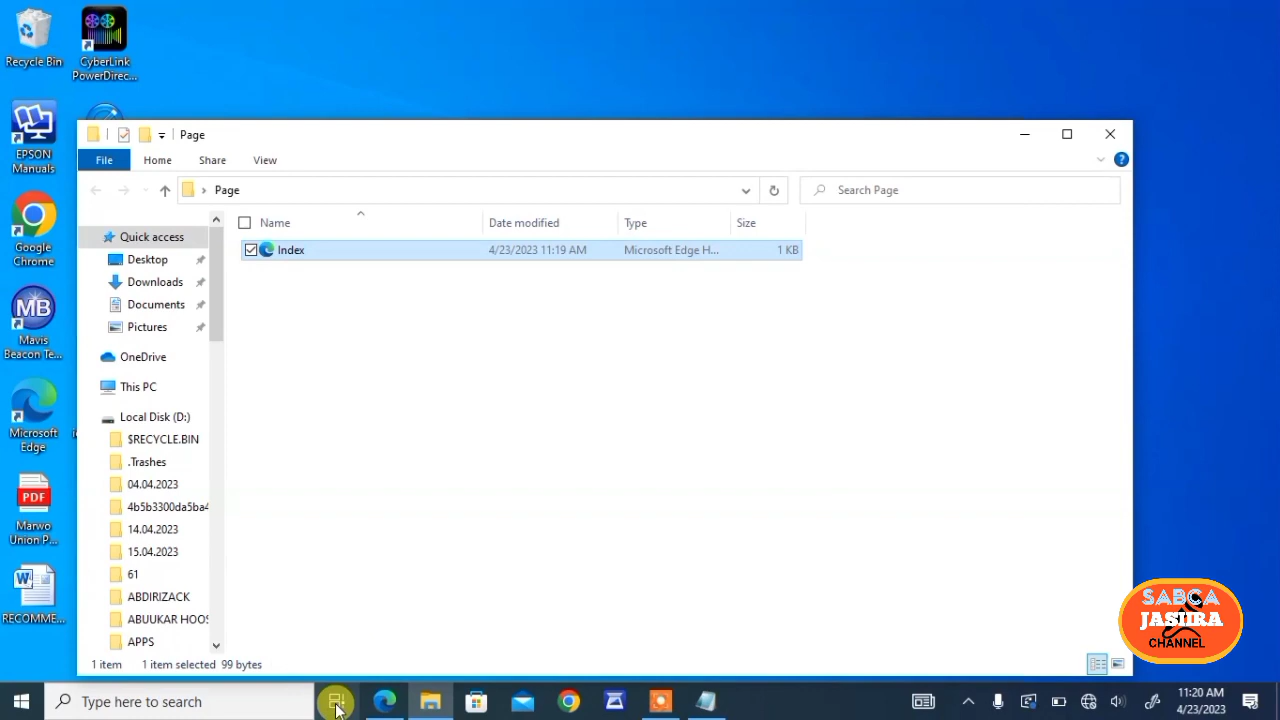 Recycle Bin
CyberLink
PowerDirec...
EPSON
Manuals
Google
Chrome
Mavis
Beacon Te...
Microsoft
Edge
PDF
Marwo
Union P...
RECOMME...
Page
File
Home
Share
View
Page
Search Page
Name
Date modified
Type
Size
Quick access
Desktop
Downloads
Documents
Pictures
OneDrive
This PC
Local Disk (D:)
$RECYCLE.BIN
.Trashes
04.04.2023
4b5b3300da5ba4
14.04.2023
15.04.2023
61
ABDIRIZACK
ABUUKAR HOOS
APPS
Index
4/23/2023 11:19 AM
Microsoft Edge H...
1 KB
1 item
1 item selected
99 bytes
SABCA
JASIIRA
CHANNEL
Type here to search
11:20 AM
4/23/2023